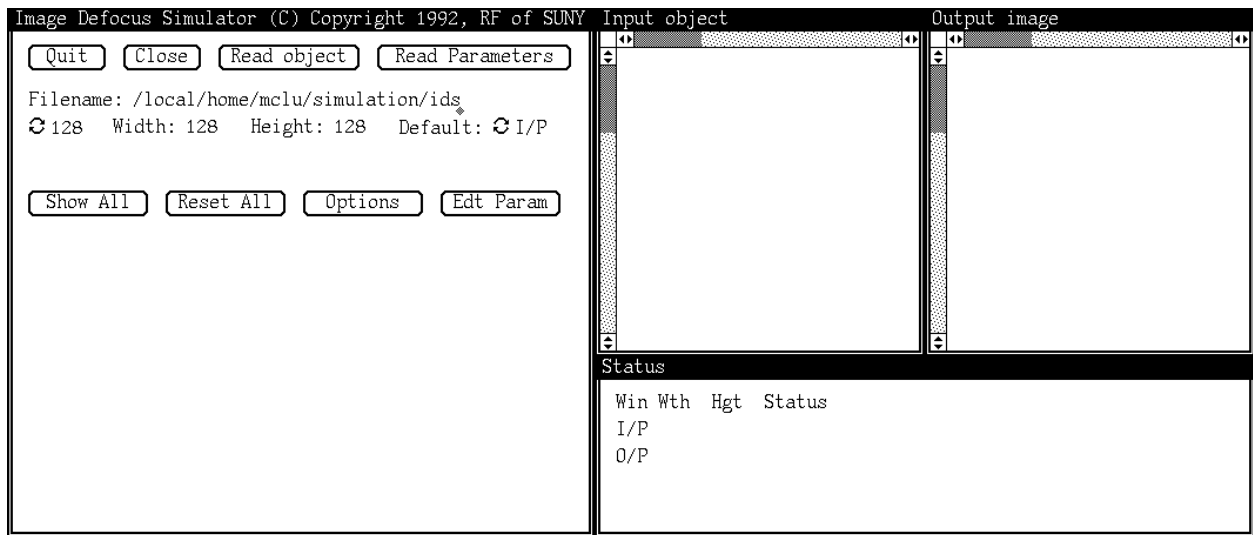 Image Defocus Simulator (C) Copyright 1992, RF of SUNY
Quit Close Read object Read Parameters
Filename: /local/home/mclu/simulation/ids
128 Width: 128 Height: 128 Default: I/P
Show All Reset All Options Edt Param
Input object
Output image
Status
Win Wth Hgt Status
I/P
O/P